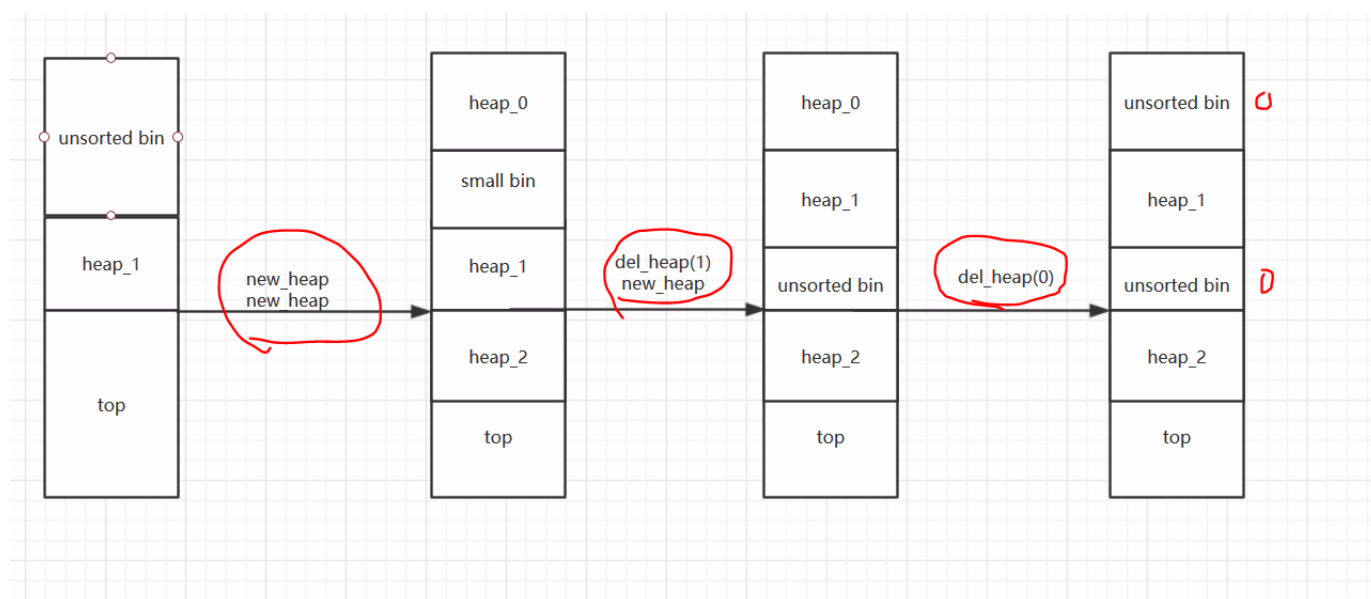 unsorted bin
heap_1
top
new_heap
new_heap
heap_0
small bin
heap_1
heap_2
top
del_heap(1)
new_heap
heap_0
heap_1
unsorted bin
heap_2
top
del_heap(0)
unsorted bin
heap_1
unsorted bin
heap_2
top